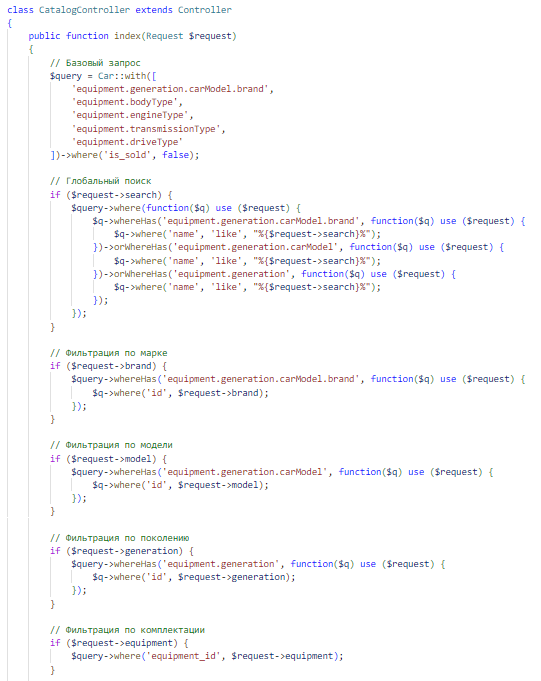 class CatalogController extends Controller
{
    public function index(Request $request)
    {
        // Базовый запрос
        $query = Car::with([
            'equipment.generation.carModel.brand',
            'equipment.bodyType',
            'equipment.engineType',
            'equipment.transmissionType',
            'equipment.driveType'
        ])->where('is_sold', false);

        // Глобальный поиск
        if ($request->search) {
            $query->where(function($q) use ($request) {
                $q->whereHas('equipment.generation.carModel.brand', function($q) use ($request) {
                    $q->where('name', 'like', "%{$request->search}%");
                })->orWhereHas('equipment.generation.carModel', function($q) use ($request) {
                    $q->where('name', 'like', "%{$request->search}%");
                })->orWhereHas('equipment.generation', function($q) use ($request) {
                    $q->where('name', 'like', "%{$request->search}%");
                });
            });
        }

        // Фильтрация по марке
        if ($request->brand) {
            $query->whereHas('equipment.generation.carModel.brand', function($q) use ($request) {
                $q->where('id', $request->brand);
            });
        }

        // Фильтрация по модели
        if ($request->model) {
            $query->whereHas('equipment.generation.carModel', function($q) use ($request) {
                $q->where('id', $request->model);
            });
        }

        // Фильтрация по поколению
        if ($request->generation) {
            $query->whereHas('equipment.generation', function($q) use ($request) {
                $q->where('id', $request->generation);
            });
        }

        // Фильтрация по комплектации
        if ($request->equipment) {
            $query->where('equipment_id', $request->equipment);
        }